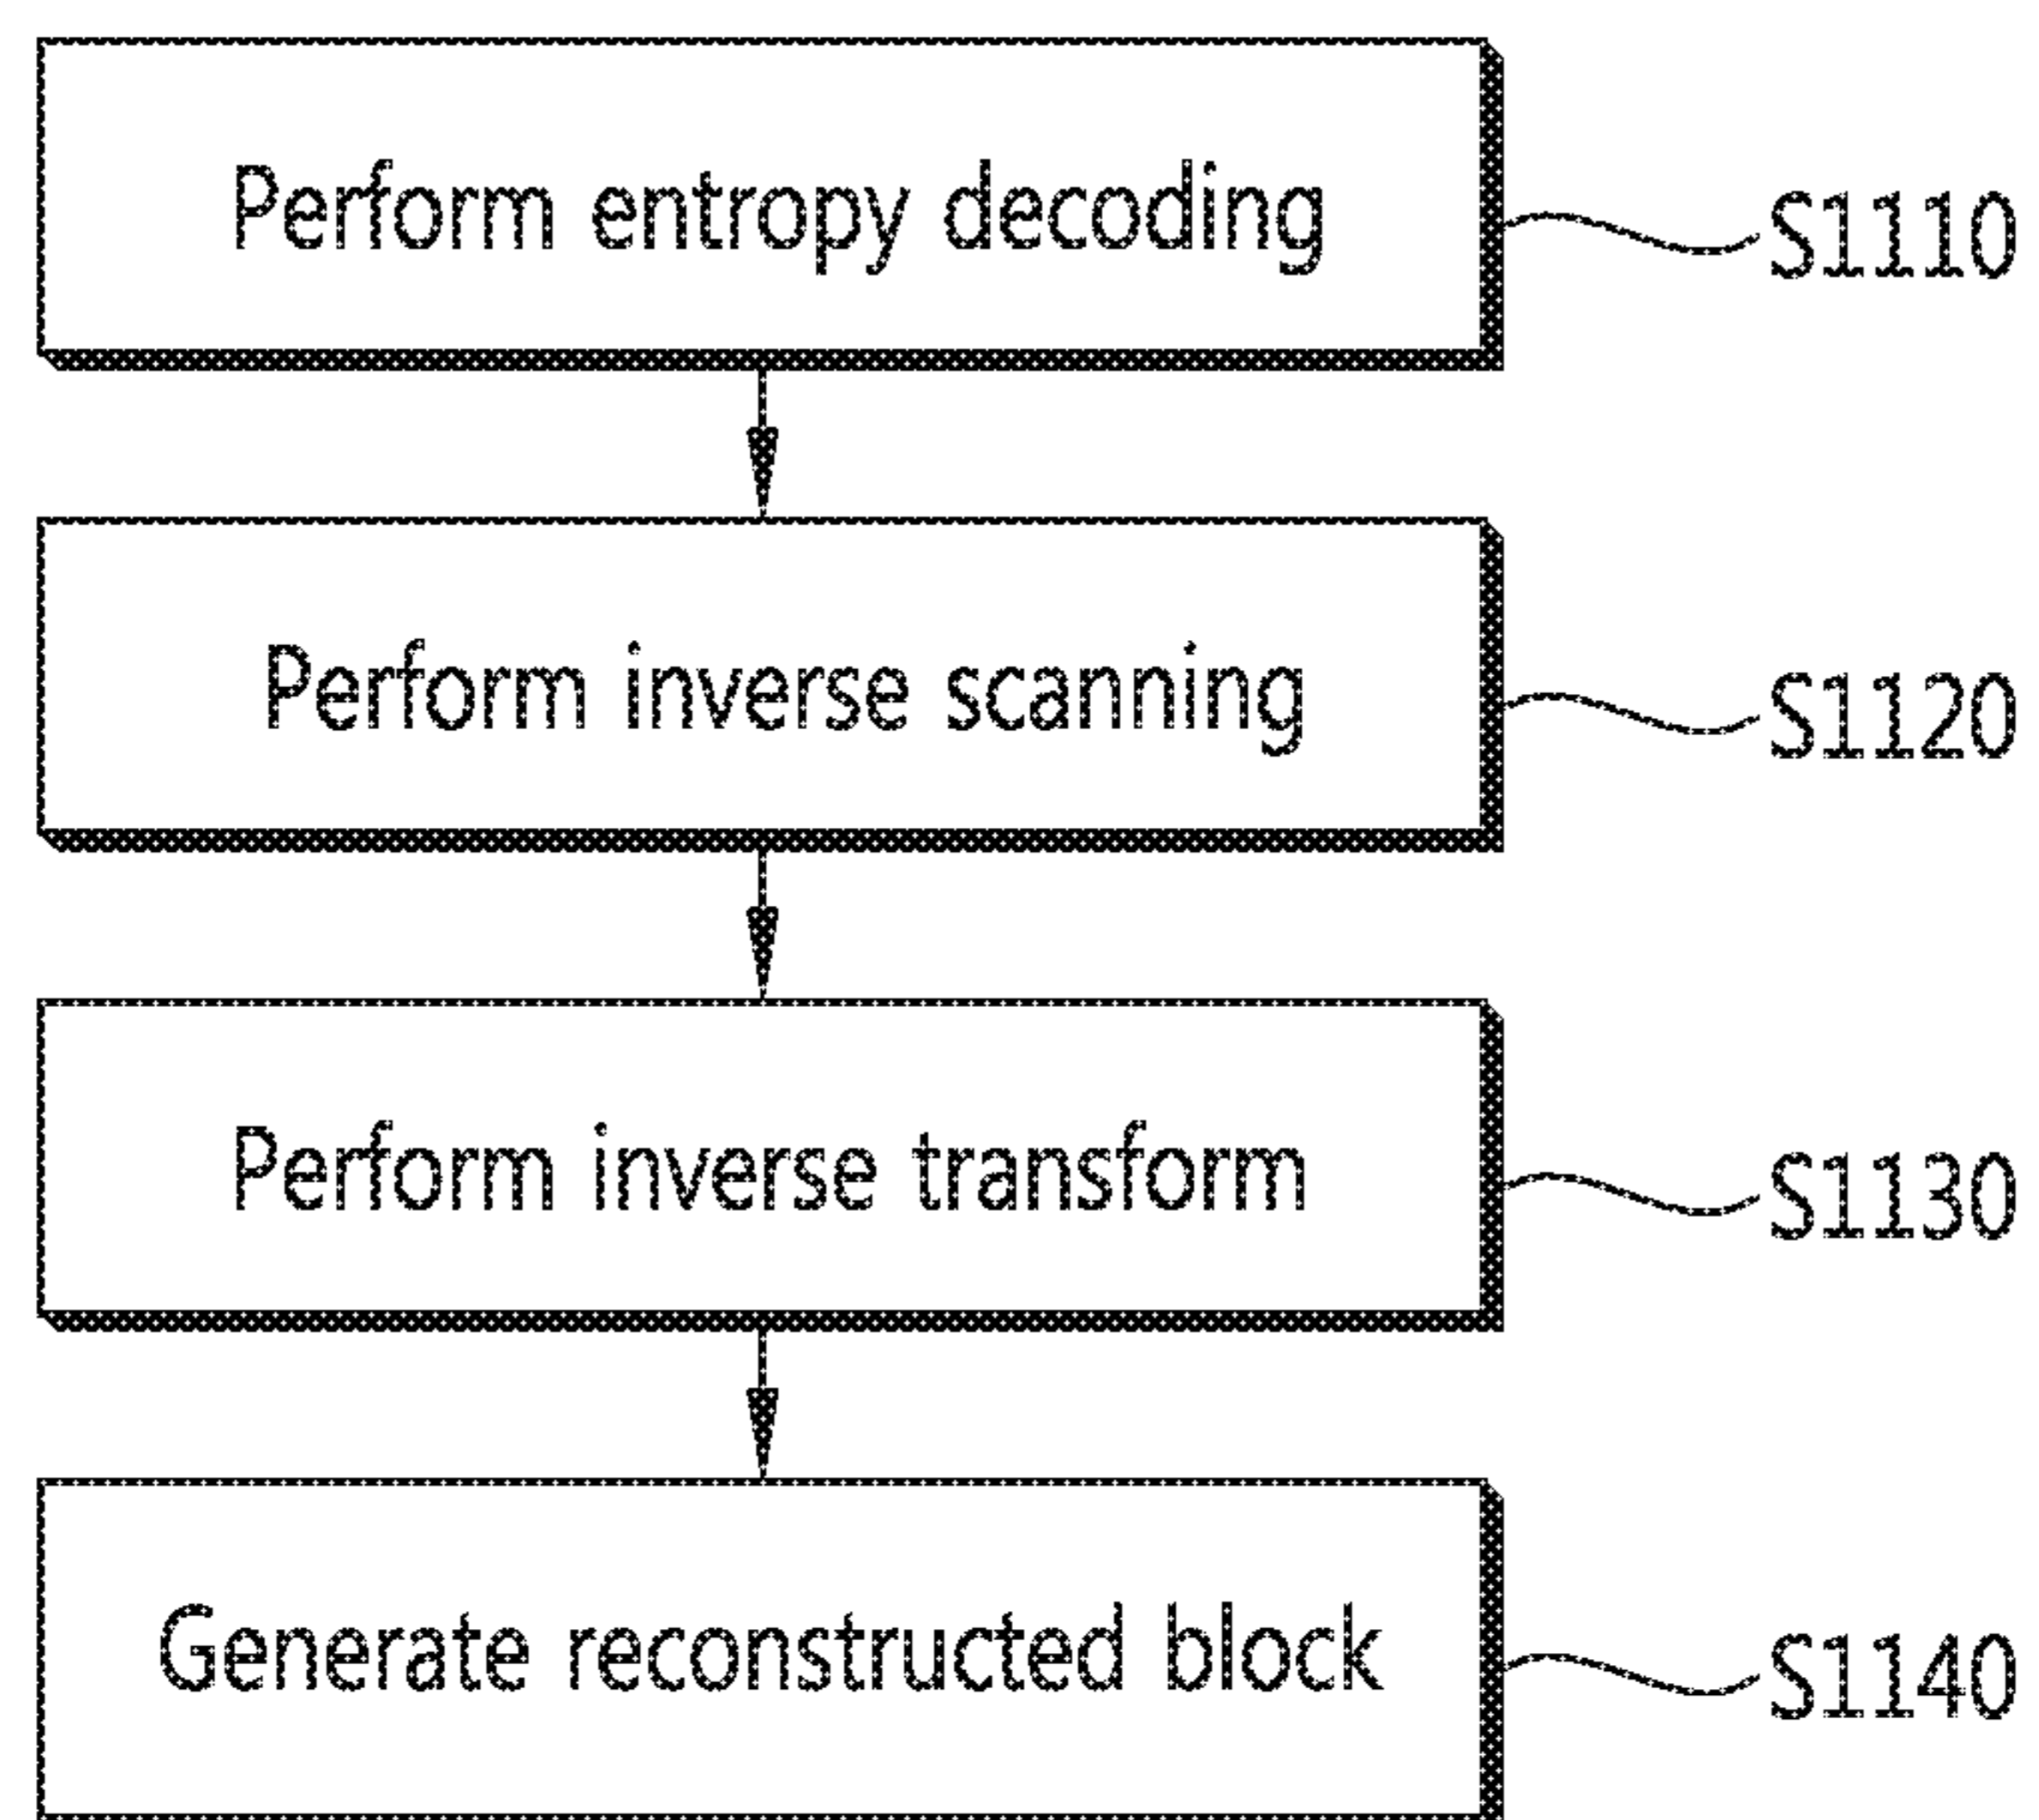 Perform entropy decoding
S1110
Perform inverse scanning
S1120
Perform inverse transform
S1130
Generate reconstructed block
S1140